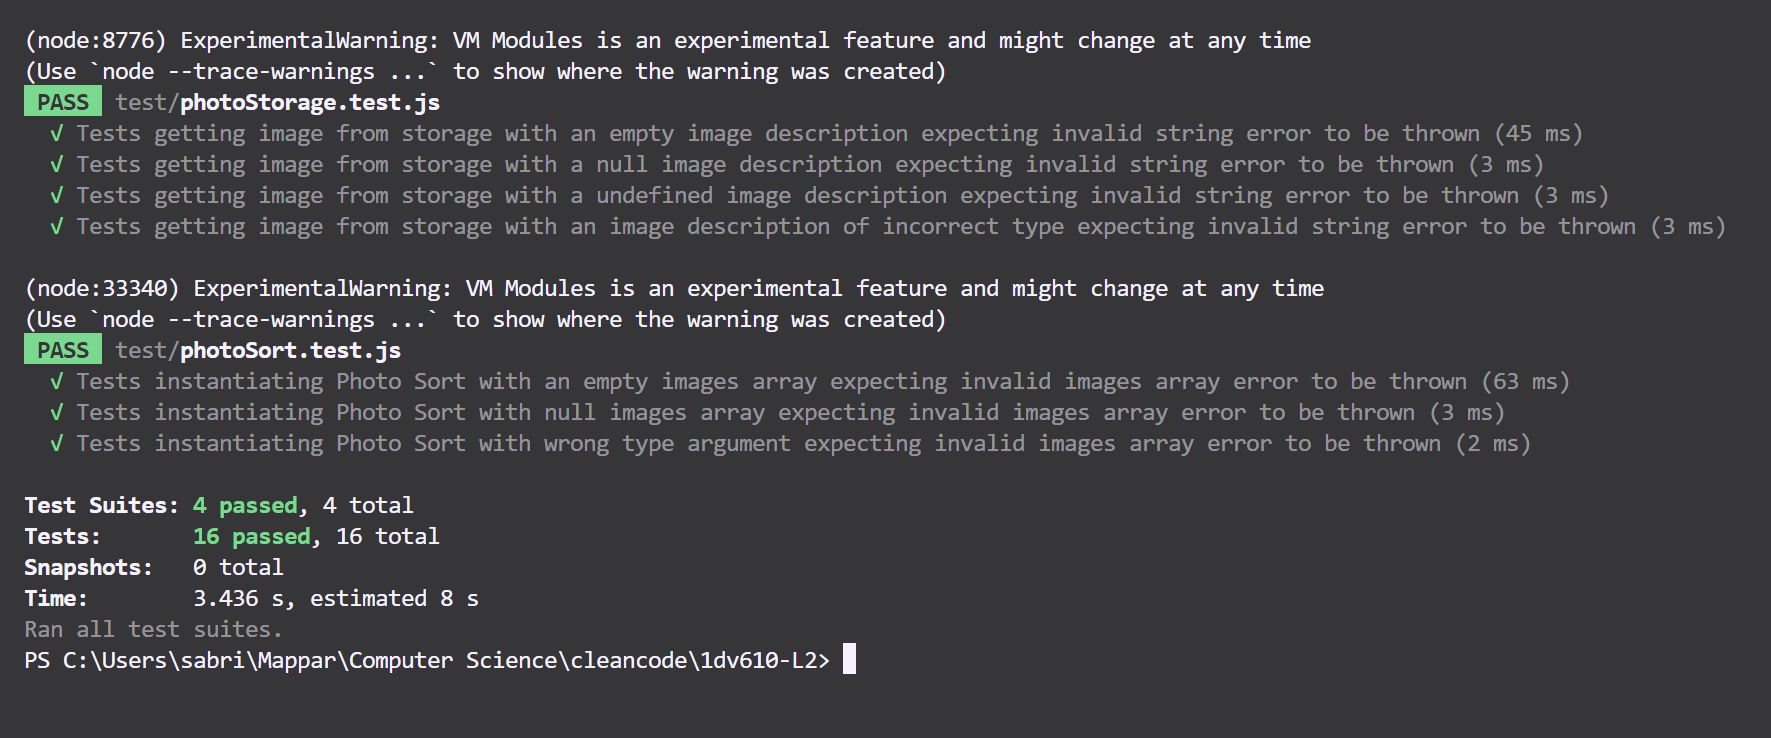 (node:8776) ExperimentalWarning: VM Modules is an experimental feature and might change at any time
(Use `node --trace-warnings ...` to show where the warning was created)
PASS test/photoStorage.test.js
√ Tests getting image from storage with an empty image description expecting invalid string error to be thrown (45 ms)
√ Tests getting image from storage with a null image description expecting invalid string error to be thrown (3 ms)
√ Tests getting image from storage with a undefined image description expecting invalid string error to be thrown (3 ms)
√ Tests getting image from storage with an image description of incorrect type expecting invalid string error to be thrown (3 ms)
(node:33340) ExperimentalWarning: VM Modules is an experimental feature and might change at any time
(Use `node --trace-warnings ...` to show where the warning was created)
PASS test/photoSort.test.js
√ Tests instantiating Photo Sort with an empty images array expecting invalid images array error to be thrown (63 ms)
√ Tests instantiating Photo Sort with null images array expecting invalid images array error to be thrown (3 ms)
√ Tests instantiating Photo Sort with wrong type argument expecting invalid images array error to be thrown (2 ms)
Test Suites: 4 passed, 4 total
Tests: 16 passed, 16 total
Snapshots: 0 total
Time: 3.436 s, estimated 8 s
Ran all test suites.
PS C:\Users\sabri\Mappar\Computer Science\cleancode\1dv610-L2>